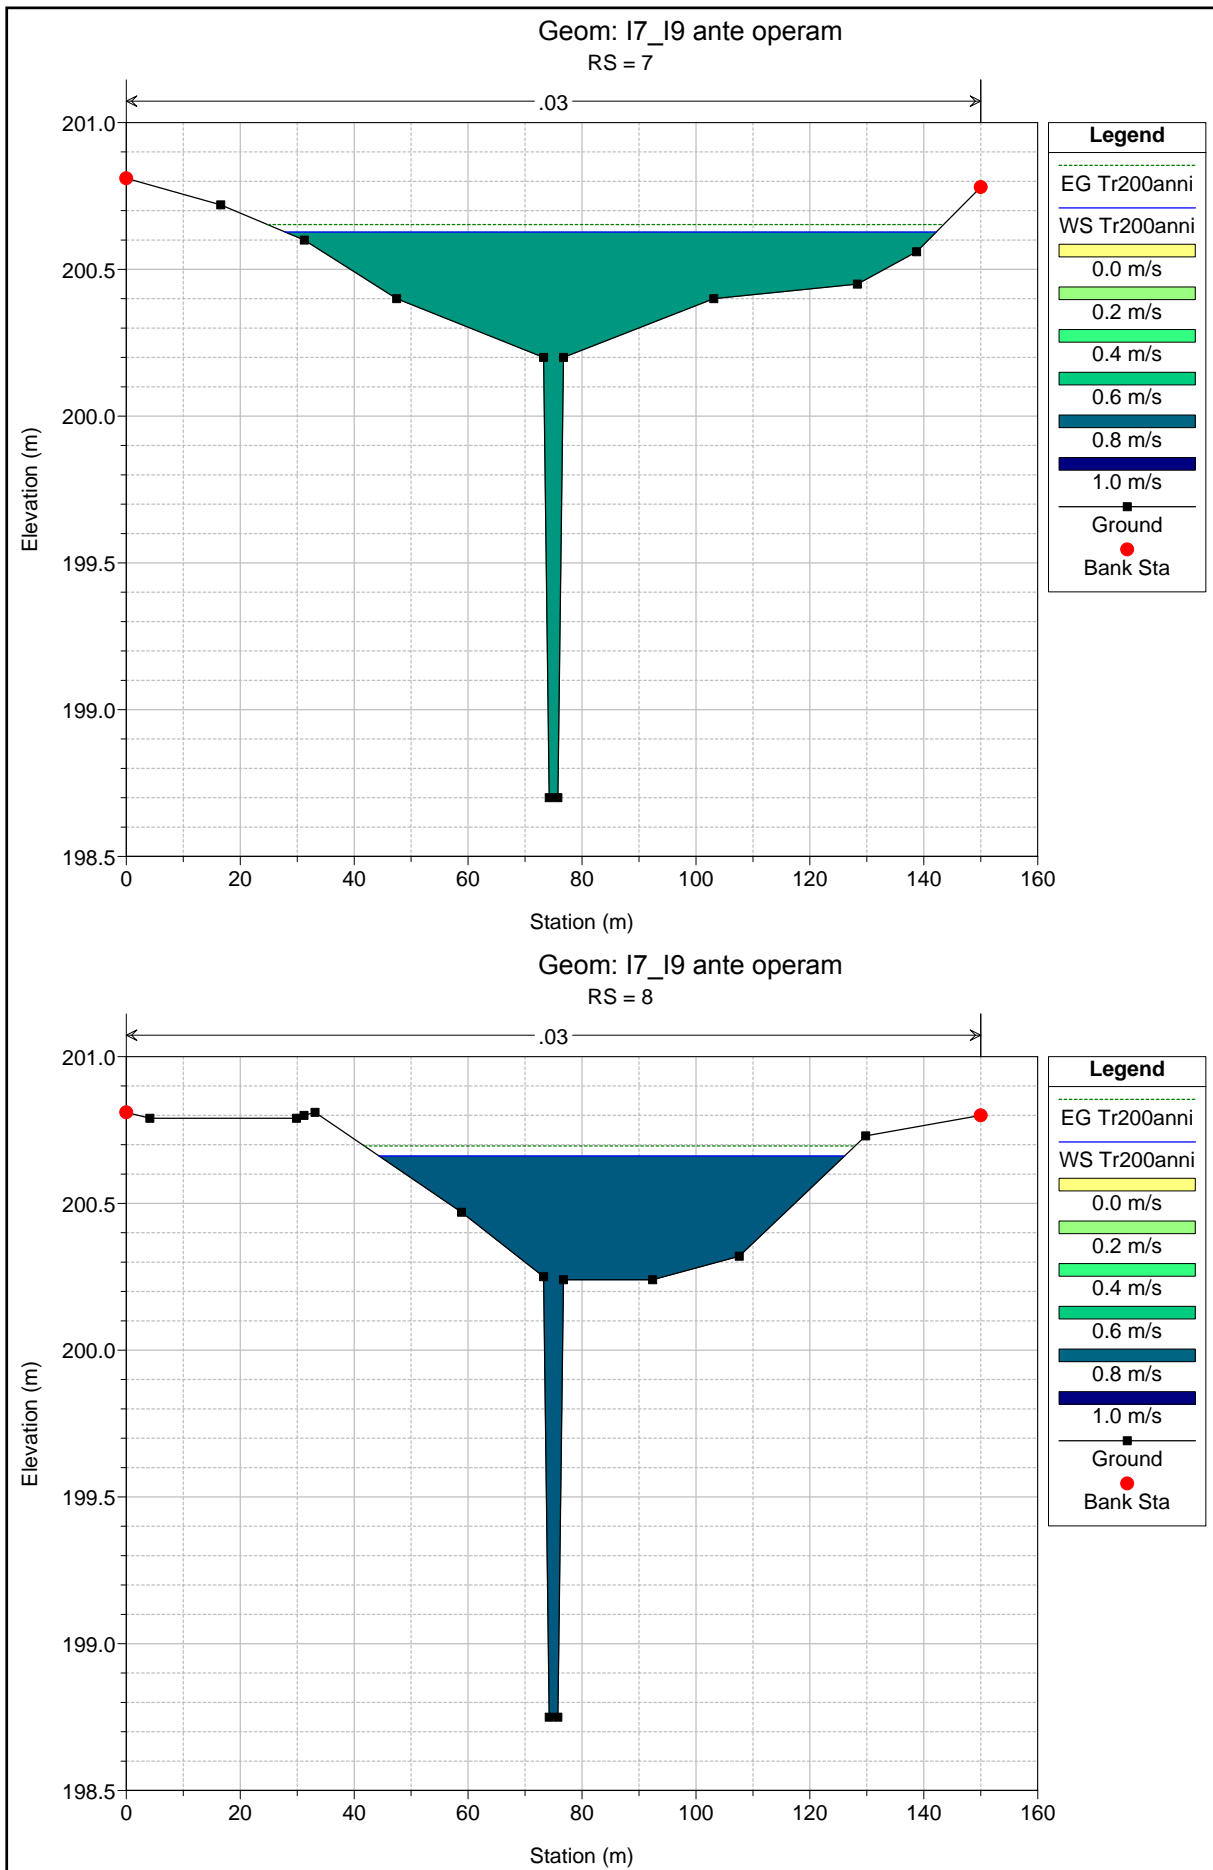 Geom: I7_I9 ante operam
RS = 7
.03
201.0
200.5
200.0
199.5
199.0
198.5
Elevation (m)
0 20 40 60 80 100 120 140 160
Station (m)
Legend
EG Tr200anni
WS Tr200anni
0.0 m/s
0.2 m/s
0.4 m/s
0.6 m/s
0.8 m/s
1.0 m/s
Ground
Bank Sta
Geom: I7_I9 ante operam
RS = 8
.03
201.0
200.5
200.0
199.5
199.0
198.5
Elevation (m)
0 20 40 60 80 100 120 140 160
Station (m)
Legend
EG Tr200anni
WS Tr200anni
0.0 m/s
0.2 m/s
0.4 m/s
0.6 m/s
0.8 m/s
1.0 m/s
Ground
Bank Sta